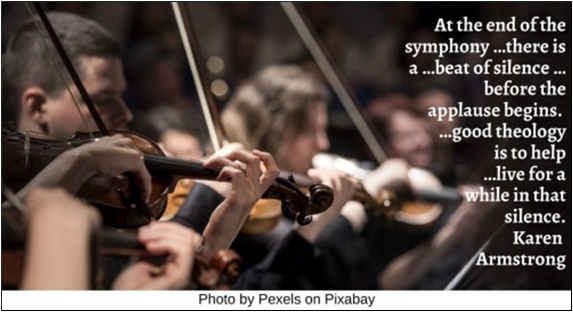 At the end of the
symphony ...there is
a ...beat of silence ...
before the
applause begins.
...good theology
is to help
...live for a
while in that
silence.
Karen
Armstrong
Photo by Pexels on Pixabay